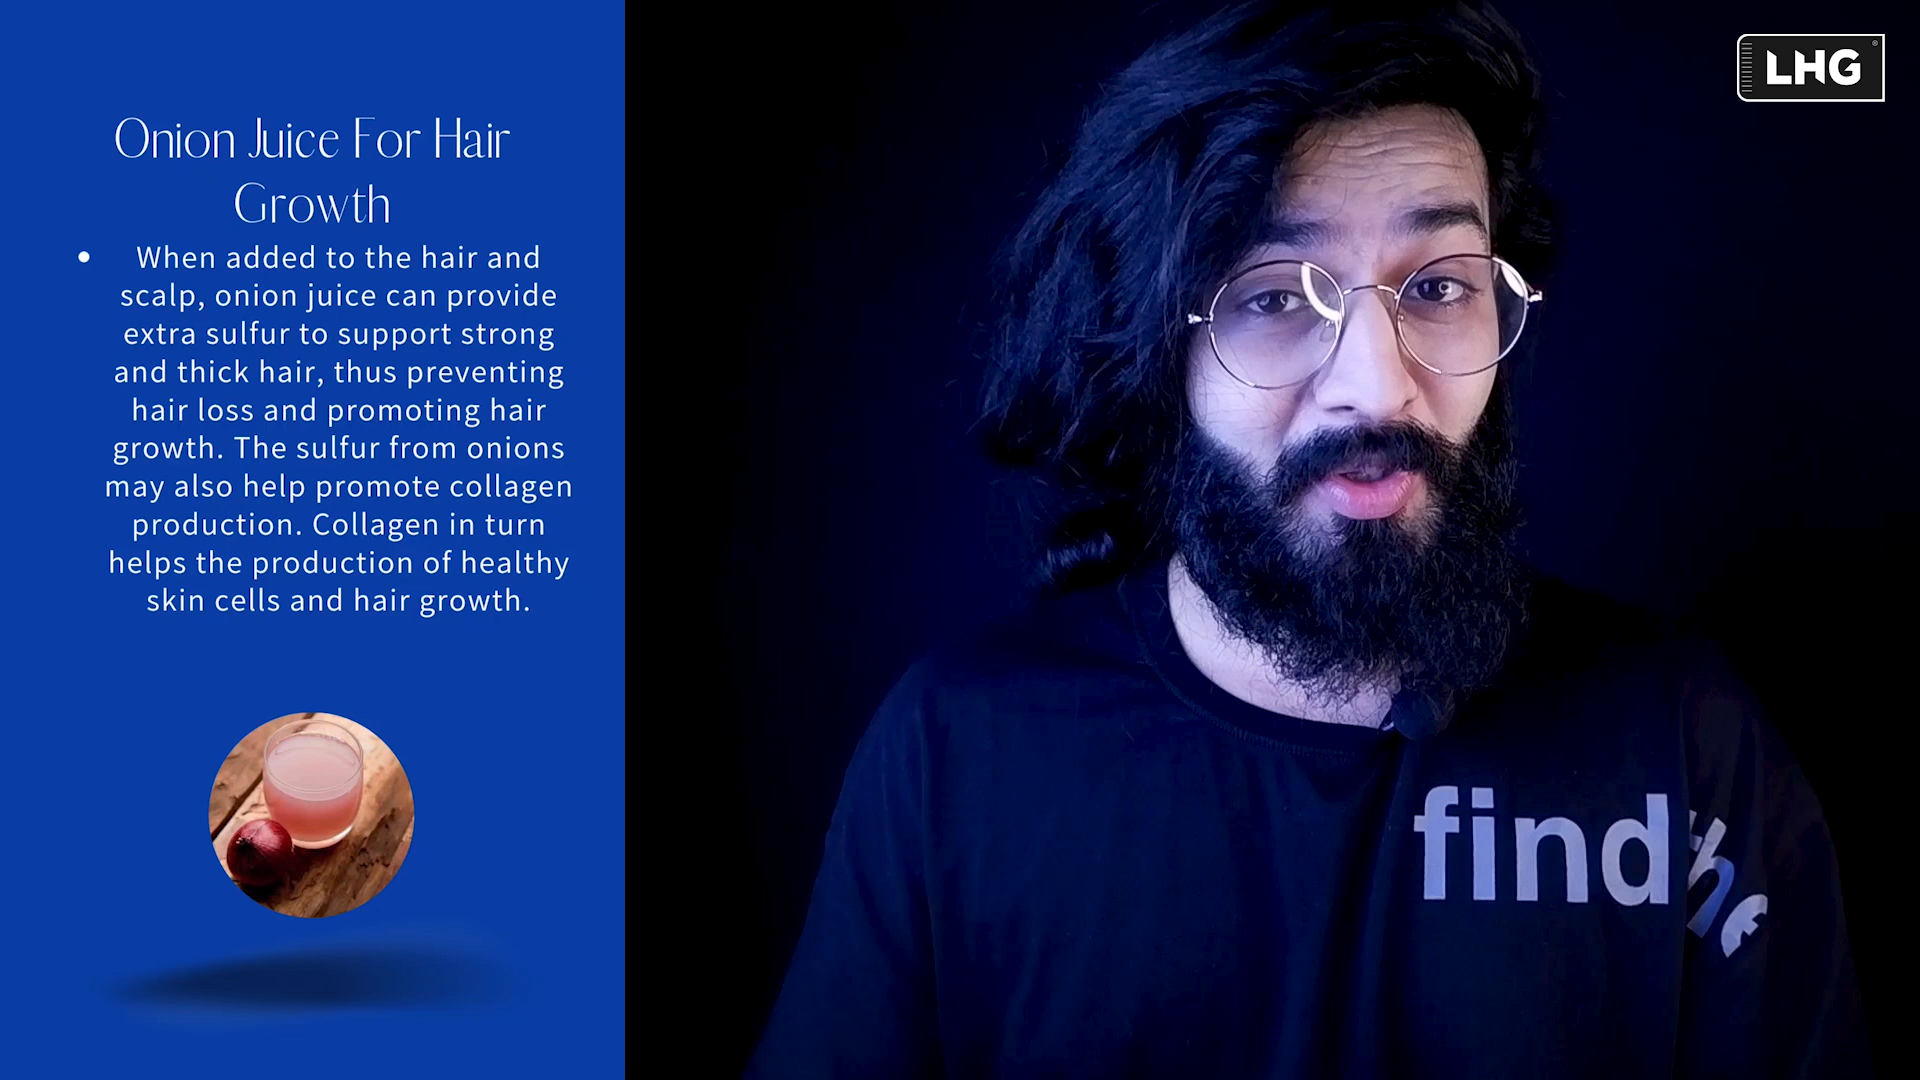 Onion Juice For Hair
Growth
• When added to the hair and
scalp, onion juice can provide
extra sulfur to support strong
and thick hair, thus preventing
hair loss and promoting hair
growth. The sulfur from onions
may also help promote collagen
production. Collagen in turn
helps the production of healthy
skin cells and hair growth.
LHG
find the